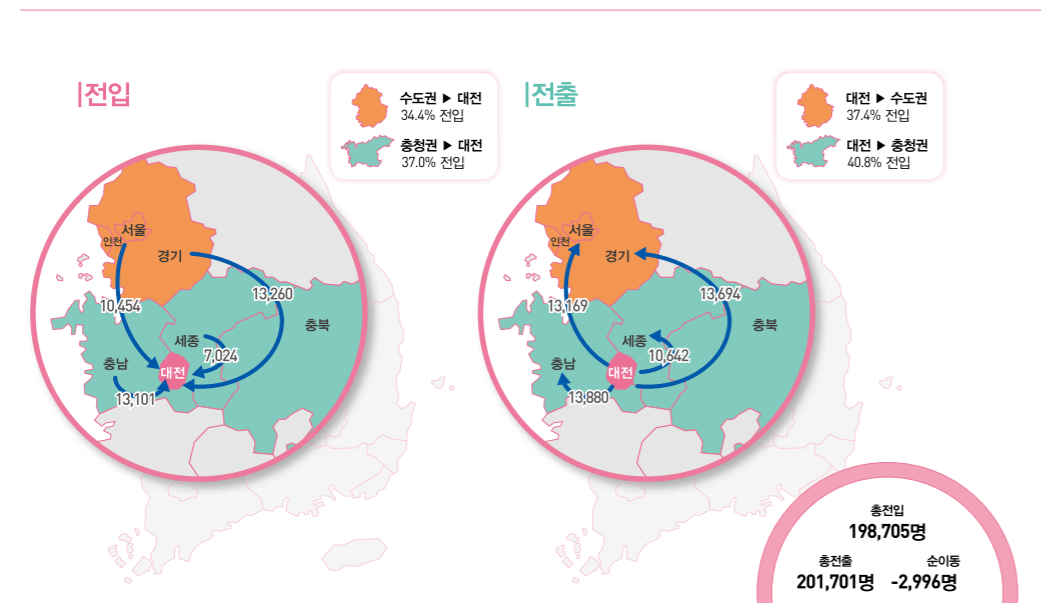 전입
수도권 ▶ 대전
34.4% 전입
충청권 ▶ 대전
37.0% 전입
서울
인천
경기
10,454
13,260
충북
세종
7,024
충남
대전
13,101
전출
대전 ▶ 수도권
37.4% 전입
대전 ▶ 충청권
40.8% 전입
서울
인천
경기
13,169
13,694
충북
세종
10,642
충남
대전
13,880
총전입
198,705명
총전출 순이동
201,701명 -2,996명